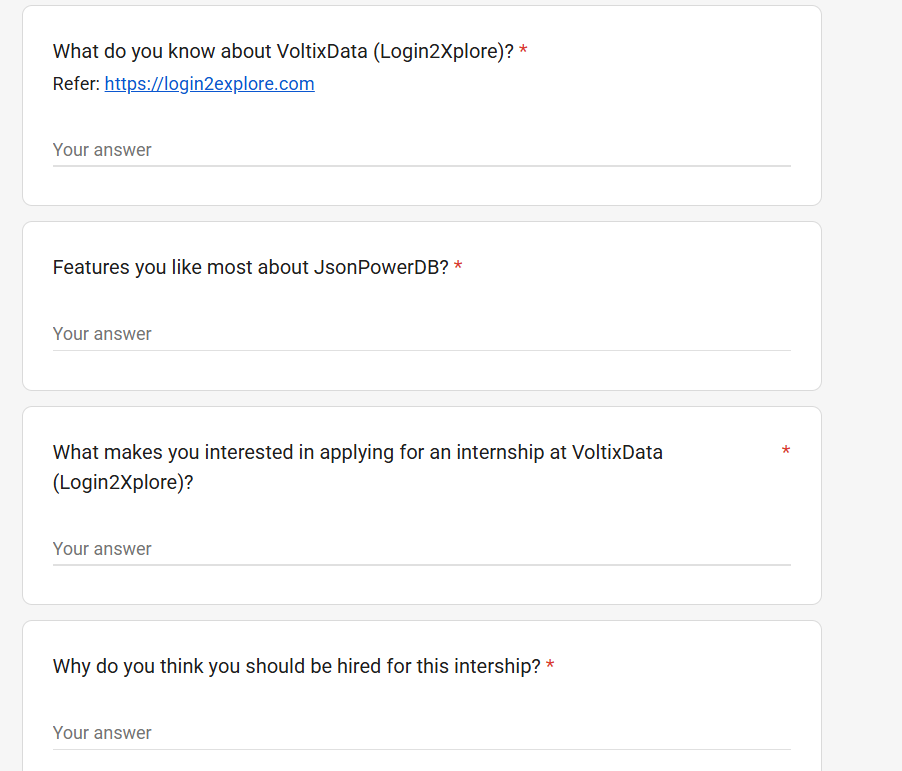 What do you know about VoltixData (Login2Xplore)? *
Refer: https://login2explore.com
Your answer
Features you like most about JsonPowerDB? *
Your answer
What makes you interested in applying for an internship at VoltixData *
(Login2Xplore)?
Your answer
Why do you think you should be hired for this intership? *
Your answer